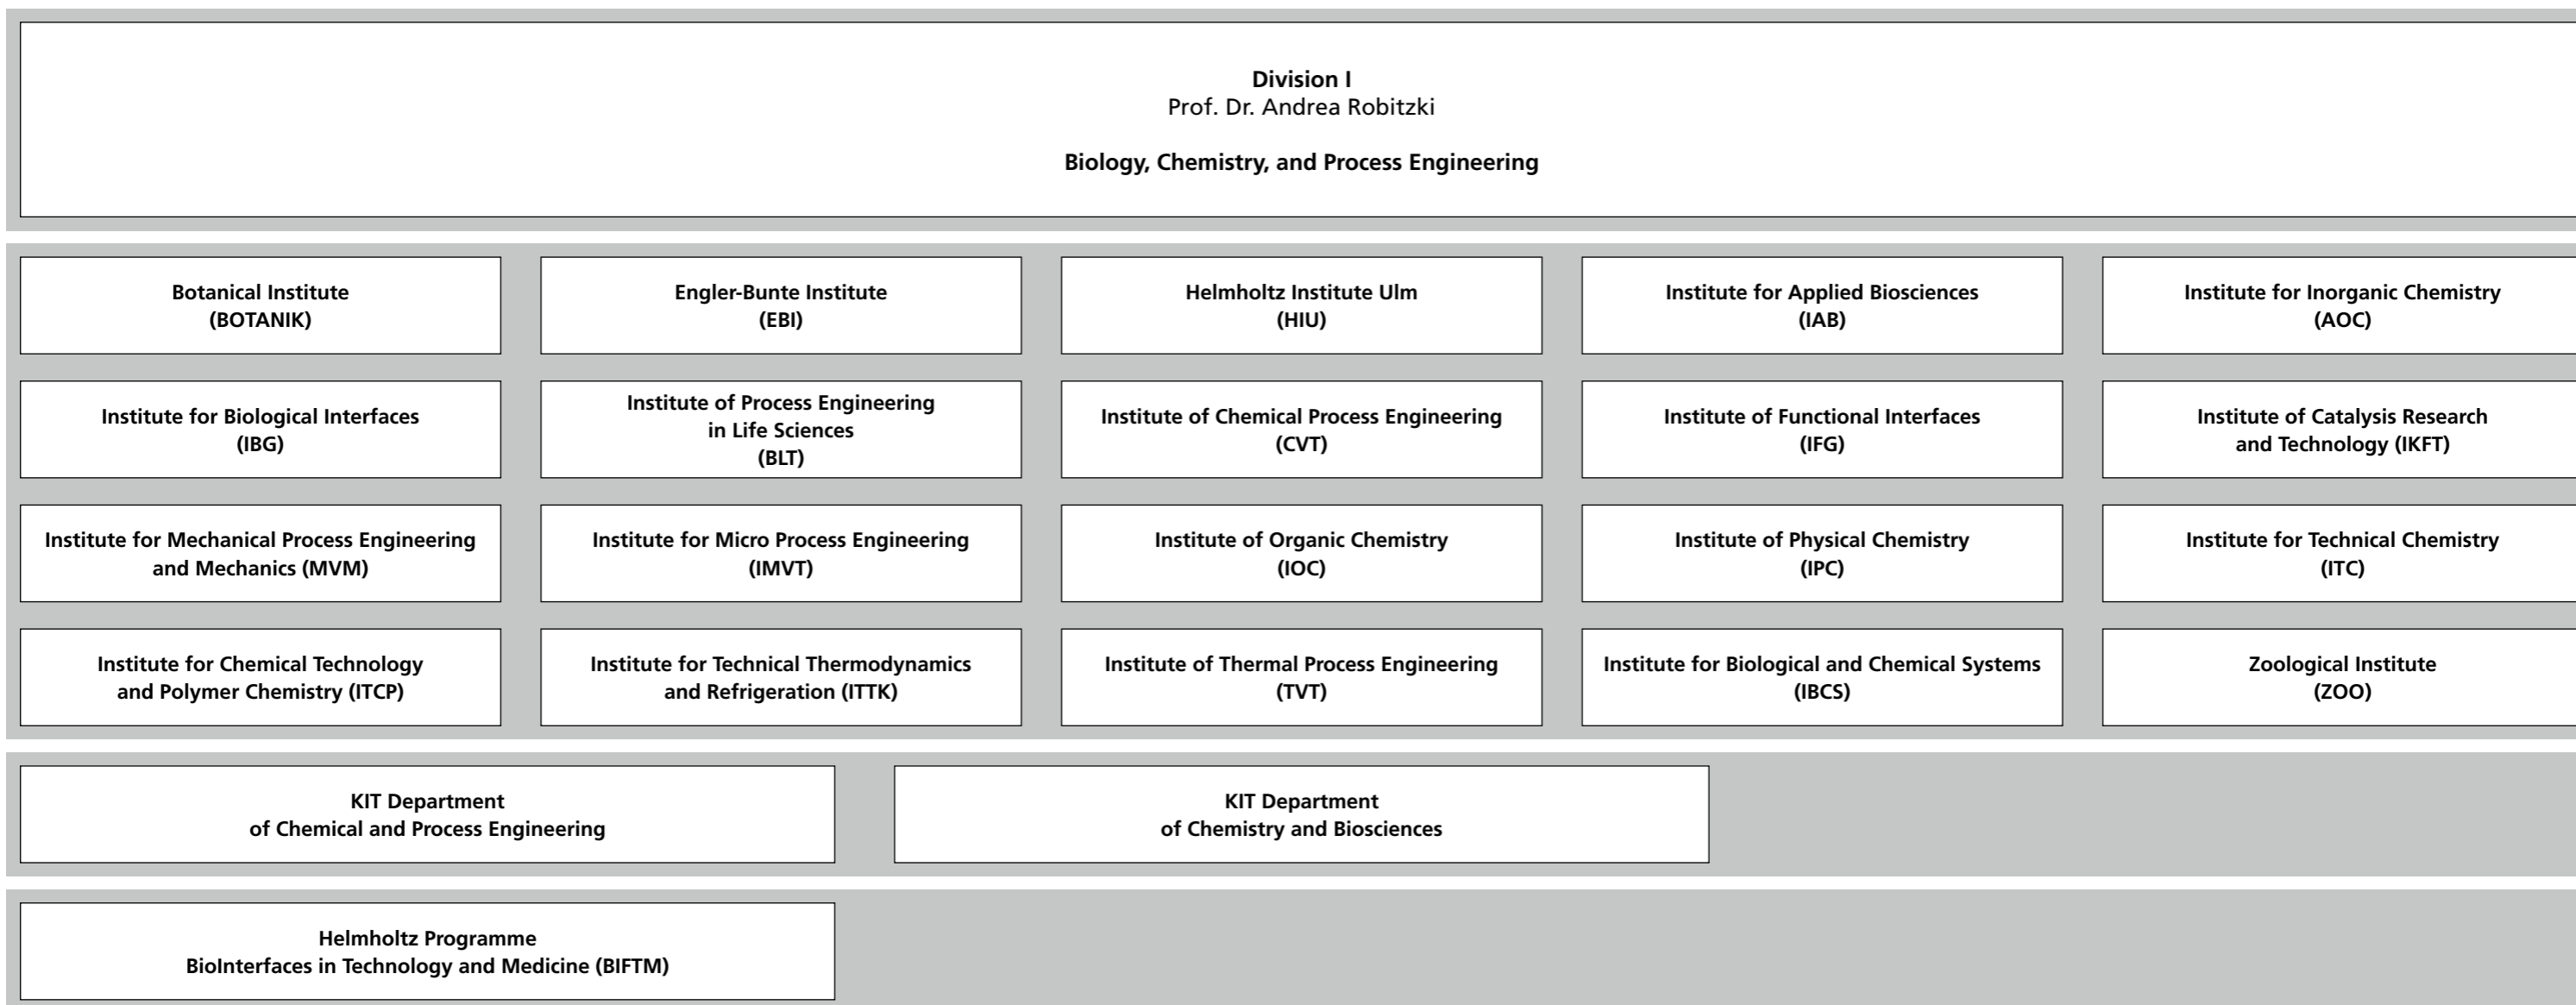 Division I
Prof. Dr. Andrea Robitzki
Biology, Chemistry, and Process Engineering
Botanical Institute
(BOTANIK)
Engler-Bunte Institute
(EBI)
Helmholtz Institute Ulm
(HIU)
Institute for Applied Biosciences
(IAB)
Institute for Inorganic Chemistry
(AOC)
Institute for Biological Interfaces
(IBG)
Institute of Process Engineering
in Life Sciences
(BLT)
Institute of Chemical Process Engineering
(CVT)
Institute of Functional Interfaces
(IFG)
Institute of Catalysis Research
and Technology (IKFT)
Institute for Mechanical Process Engineering
and Mechanics (MVM)
Institute for Micro Process Engineering
(IMVT)
Institute of Organic Chemistry
(IOC)
Institute of Physical Chemistry
(IPC)
Institute for Technical Chemistry
(ITC)
Institute for Chemical Technology
and Polymer Chemistry (ITCP)
Institute for Technical Thermodynamics
and Refrigeration (ITTK)
Institute of Thermal Process Engineering
(TVT)
Institute for Biological and Chemical Systems
(IBCS)
Zoological Institute
(ZOO)
KIT Department
of Chemical and Process Engineering
KIT Department
of Chemistry and Biosciences
Helmholtz Programme
BioInterfaces in Technology and Medicine (BIFTM)